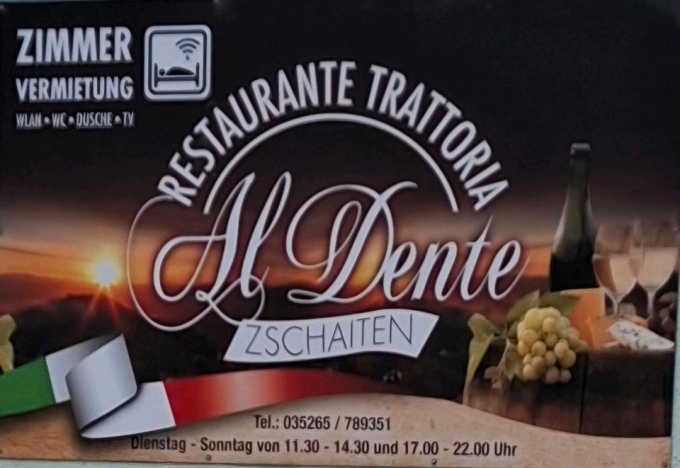 ZIMMER
VERMIETUNG
WLAN • WC • DUSCHE • TV
RESTAURANTE TRATTORIA
Al Dente
ZSCHAITEN
Tel.: 035265 / 789351
Dienstag - Sonntag von 11.30 - 14.30 und 17.00 - 22.00 Uhr